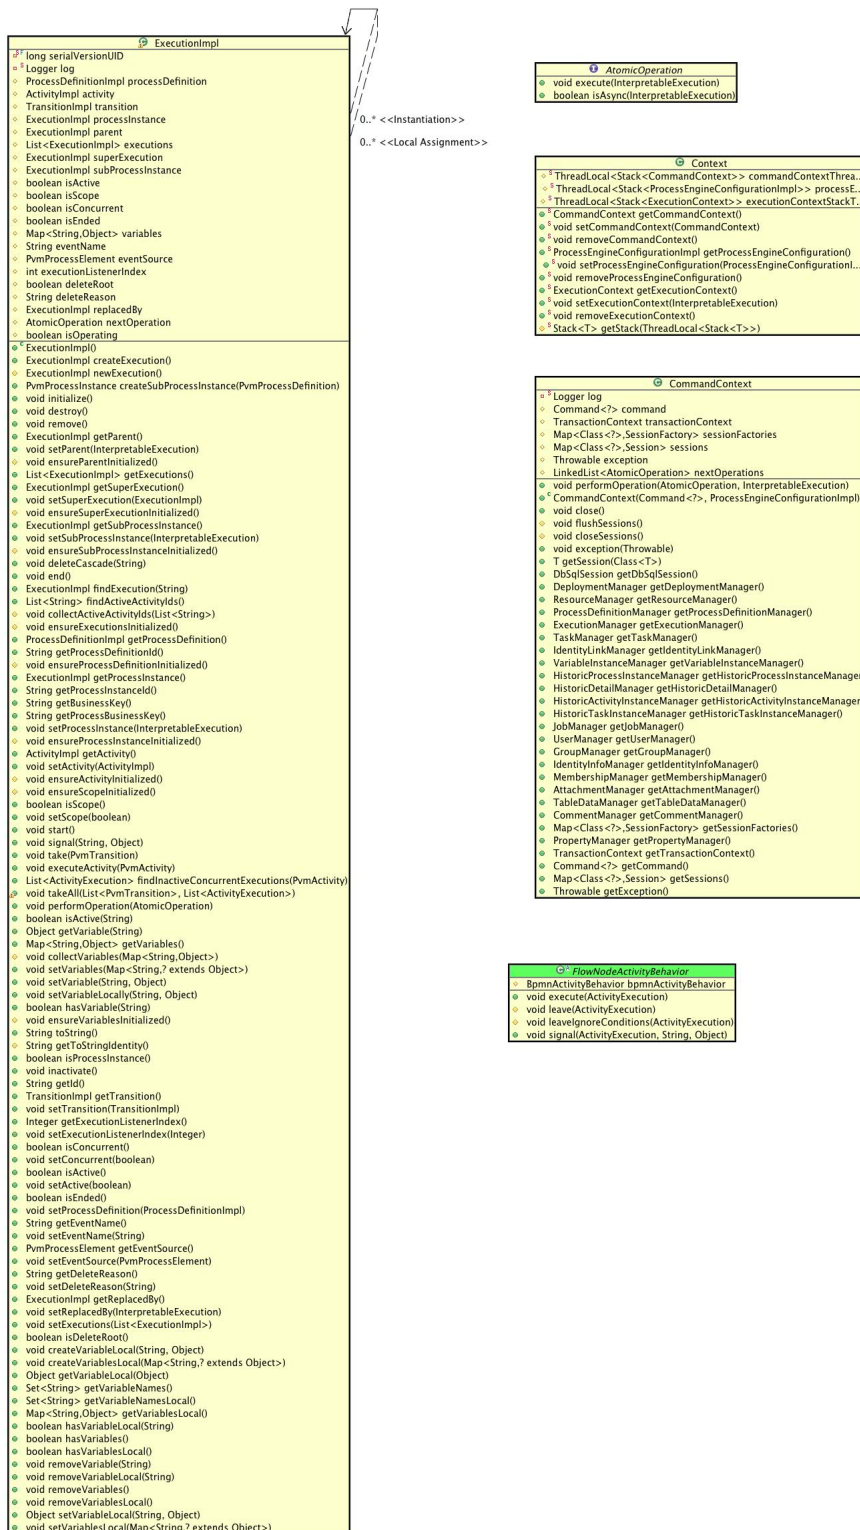 ExecutionImpl
long serialVersionUID
Logger log
ProcessDefinitionImpl processDefinition
ActivityImpl activity
TransitionImpl transition
ExecutionImpl processInstance
ExecutionImpl parent
List<ExecutionImpl> executions
ExecutionImpl superExecution
ExecutionImpl subProcessInstance
boolean isActive
boolean isScope
boolean isConcurrent
boolean isEnded
Map<String,Object> variables
String eventName
PvmProcessElement eventSource
int executionListenerIndex
boolean deleteRoot
String deleteReason
ExecutionImpl replacedBy
AtomicOperation nextOperation
boolean isOperating
ExecutionImpl()
ExecutionImpl createExecution()
ExecutionImpl newExecution()
PvmProcessInstance createSubProcessInstance(PvmProcessDefinition)
void initialize()
void destroy()
void remove()
ExecutionImpl getParent()
void setParent(InterpretableExecution)
void ensureParentInitialized()
List<ExecutionImpl> getExecutions()
ExecutionImpl getSuperExecution()
void setSuperExecution(ExecutionImpl)
void ensureSuperExecutionInitialized()
ExecutionImpl getSubProcessInstance()
void setSubProcessInstance(InterpretableExecution)
void ensureSubProcessInstanceInitialized()
void deleteCascade(String)
void end()
ExecutionImpl findExecution(String)
List<String> findActiveActivityIds()
void collectActiveActivityIds(List<String>)
void ensureExecutionsInitialized()
ProcessDefinitionImpl getProcessDefinition()
String getProcessDefinitionId()
void ensureProcessDefinitionInitialized()
ExecutionImpl getProcessInstance()
String getProcessInstanceId()
String getBusinessKey()
String getProcessBusinessKey()
void setProcessInstance(InterpretableExecution)
void ensureProcessInstanceInitialized()
ActivityImpl getActivity()
void setActivity(ActivityImpl)
void ensureActivityInitialized()
void ensureScopeInitialized()
boolean isScope()
void setScope(boolean)
void start()
void signal(String, Object)
void take(PvmTransition)
void executeActivity(PvmActivity)
List<ActivityExecution> findInactiveConcurrentExecutions(PvmActivity)
void takeAll(List<PvmTransition>, List<ActivityExecution>)
void performOperation(AtomicOperation)
boolean isActive(String)
Object getVariable(String)
Map<String,Object> getVariables()
void collectVariables(Map<String,Object>)
void setVariables(Map<String,? extends Object>)
void setVariable(String, Object)
void setVariableLocally(String, Object)
boolean hasVariable(String)
void ensureVariablesInitialized()
String toString()
String getToStringIdentity()
boolean isProcessInstance()
void inactivate()
String getId()
TransitionImpl getTransition()
void setTransition(TransitionImpl)
Integer getExecutionListenerIndex()
void setExecutionListenerIndex(Integer)
boolean isConcurrent()
void setConcurrent(boolean)
boolean isActive()
void setActive(boolean)
boolean isEnded()
void setProcessDefinition(ProcessDefinitionImpl)
String getEventName()
void setEventName(String)
PvmProcessElement getEventSource()
void setEventSource(PvmProcessElement)
String getDeleteReason()
void setDeleteReason(String)
ExecutionImpl getReplacedBy()
void setReplacedBy(InterpretableExecution)
void setExecutions(List<ExecutionImpl>)
boolean isDeleteRoot()
void createVariableLocal(String, Object)
void createVariablesLocal(Map<String,? extends Object>)
Object getVariableLocal(Object)
Set<String> getVariableNames()
Set<String> getVariableNamesLocal()
Map<String,Object> getVariablesLocal()
boolean hasVariableLocal(String)
boolean hasVariables()
boolean hasVariablesLocal()
void removeVariable(String)
void removeVariableLocal(String)
void removeVariables()
void removeVariablesLocal()
Object setVariableLocal(String, Object)
void setVariablesLocal(Map<String,? extends Object>)
0..* <<Instantiation>>
0..* <<Local Assignment>>
AtomicOperation
void execute(InterpretableExecution)
boolean isAsync(InterpretableExecution)
Context
ThreadLocal<Stack<CommandContext>> commandContextThrea...
ThreadLocal<Stack<ProcessEngineConfigurationImpl>> processE...
ThreadLocal<Stack<ExecutionContext>> executionContextStackT...
CommandContext getCommandContext()
void setCommandContext(CommandContext)
void removeCommandContext()
ProcessEngineConfigurationImpl getProcessEngineConfiguration()
void setProcessEngineConfiguration(ProcessEngineConfigurationI...
void removeProcessEngineConfiguration()
ExecutionContext getExecutionContext()
void setExecutionContext(InterpretableExecution)
void removeExecutionContext()
Stack<T> getStack(ThreadLocal<Stack<T>>)
CommandContext
Logger log
Command<?> command
TransactionContext transactionContext
Map<Class<?>,SessionFactory> sessionFactories
Map<Class<?>,Session> sessions
Throwable exception
LinkedList<AtomicOperation> nextOperations
void performOperation(AtomicOperation, InterpretableExecution)
CommandContext(Command<?>, ProcessEngineConfigurationImpl)
void close()
void flushSessions()
void closeSessions()
void exception(Throwable)
T getSession(Class<T>)
DbSqlSession getDbSqlSession()
DeploymentManager getDeploymentManager()
ResourceManager getResourceManager()
ProcessDefinitionManager getProcessDefinitionManager()
ExecutionManager getExecutionManager()
TaskManager getTaskManager()
IdentityLinkManager getIdentityLinkManager()
VariableInstanceManager getVariableInstanceManager()
HistoricProcessInstanceManager getHistoricProcessInstanceManager
HistoricDetailManager getHistoricDetailManager()
HistoricActivityInstanceManager getHistoricActivityInstanceManager
HistoricTaskInstanceManager getHistoricTaskInstanceManager()
JobManager getJobManager()
UserManager getUserManager()
GroupManager getGroupManager()
IdentityInfoManager getIdentityInfoManager()
MembershipManager getMembershipManager()
AttachmentManager getAttachmentManager()
TableDataManager getTableDataManager()
CommentManager getCommentManager()
Map<Class<?>,SessionFactory> getSessionFactories()
PropertyManager getPropertyManager()
TransactionContext getTransactionContext()
Command<?> getCommand()
Map<Class<?>,Session> getSessions()
Throwable getException()
FlowNodeActivityBehavior
BpmnActivityBehavior bpmnActivityBehavior
void execute(ActivityExecution)
void leave(ActivityExecution)
void leaveIgnoreConditions(ActivityExecution)
void signal(ActivityExecution, String, Object)